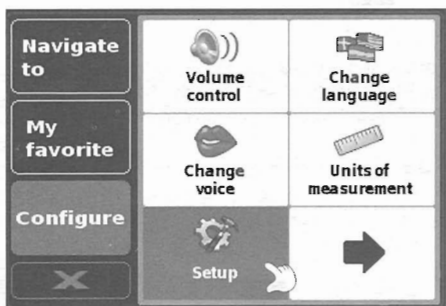 Navigate
to
My
favorite
Configure
Volume
control
Change
language
Change
voice
Units of
measurement
Setup